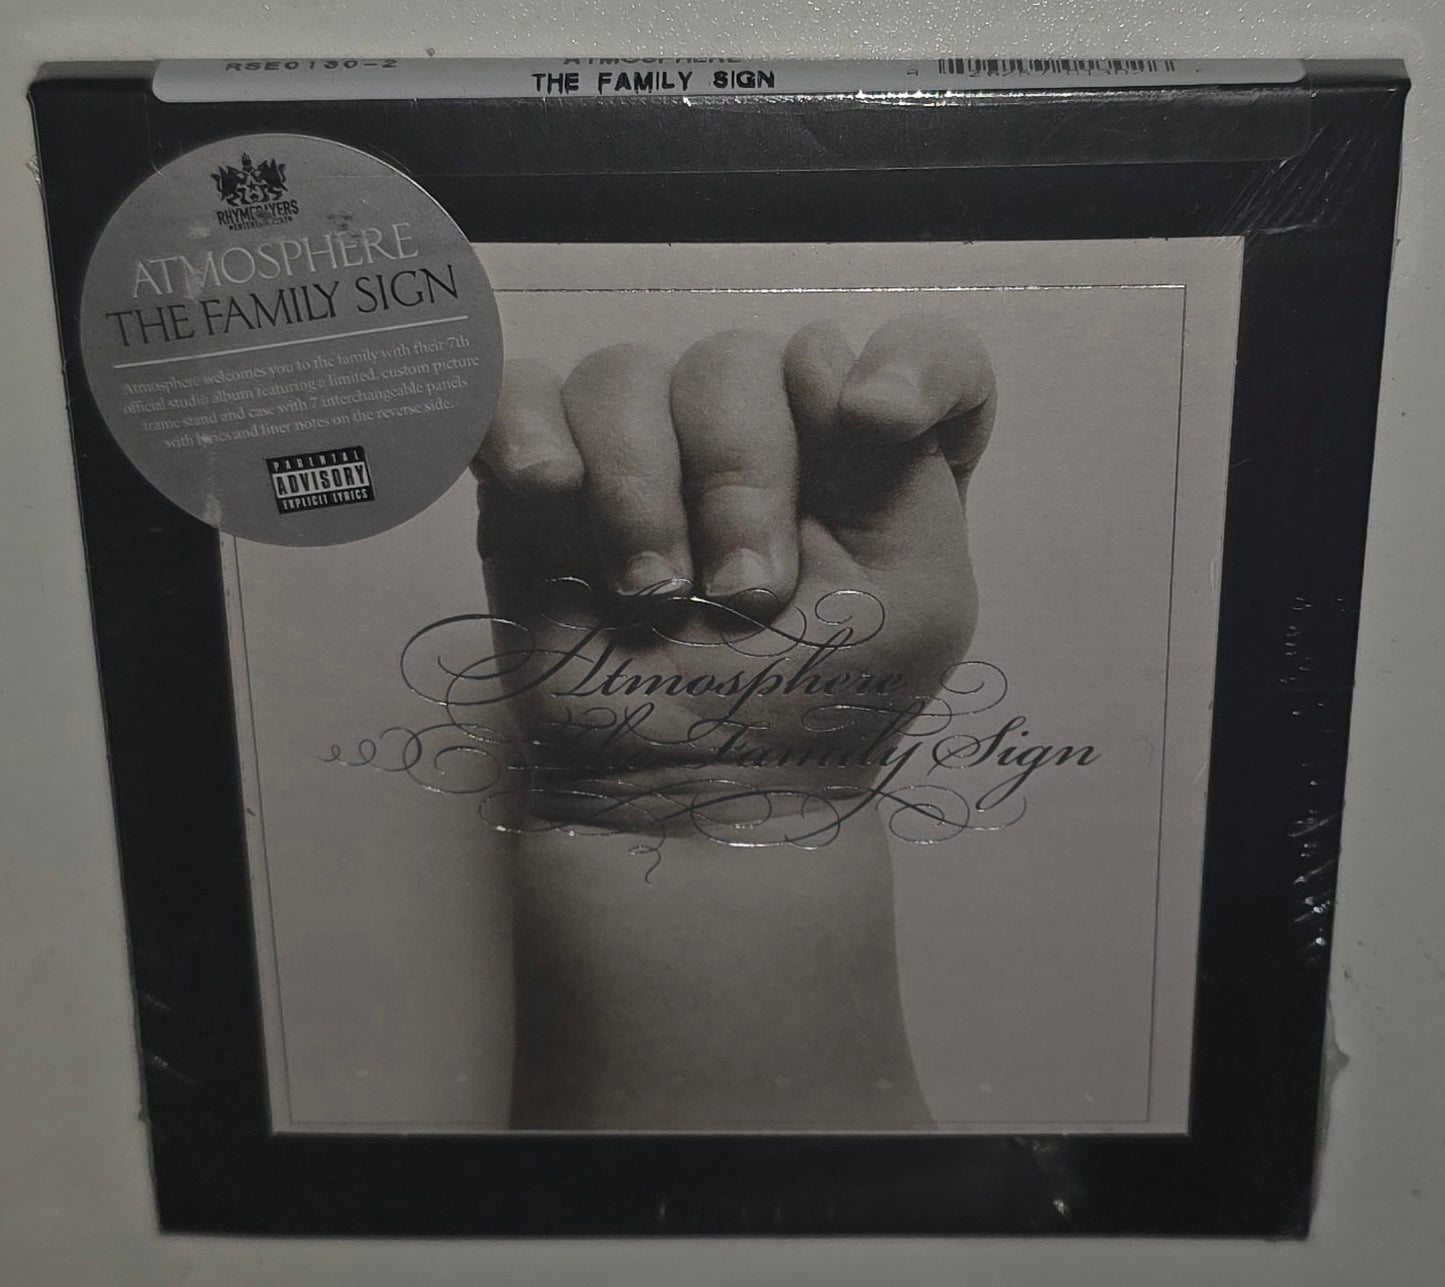 RSE0130-2
ATMOSPHERE
THE FAMILY SIGN
RHYMESAYERS
ENTERTAINMENT
ATMOSPHERE
THE FAMILY SIGN
Atmosphere welcomes you to the family with their 7th
official studio album featuring a limited, custom picture
frame stand and case with 7 interchangeable panels
with lyrics and liner notes on the reverse side.
PARENTAL
ADVISORY
EXPLICIT LYRICS
Atmosphere
The Family Sign